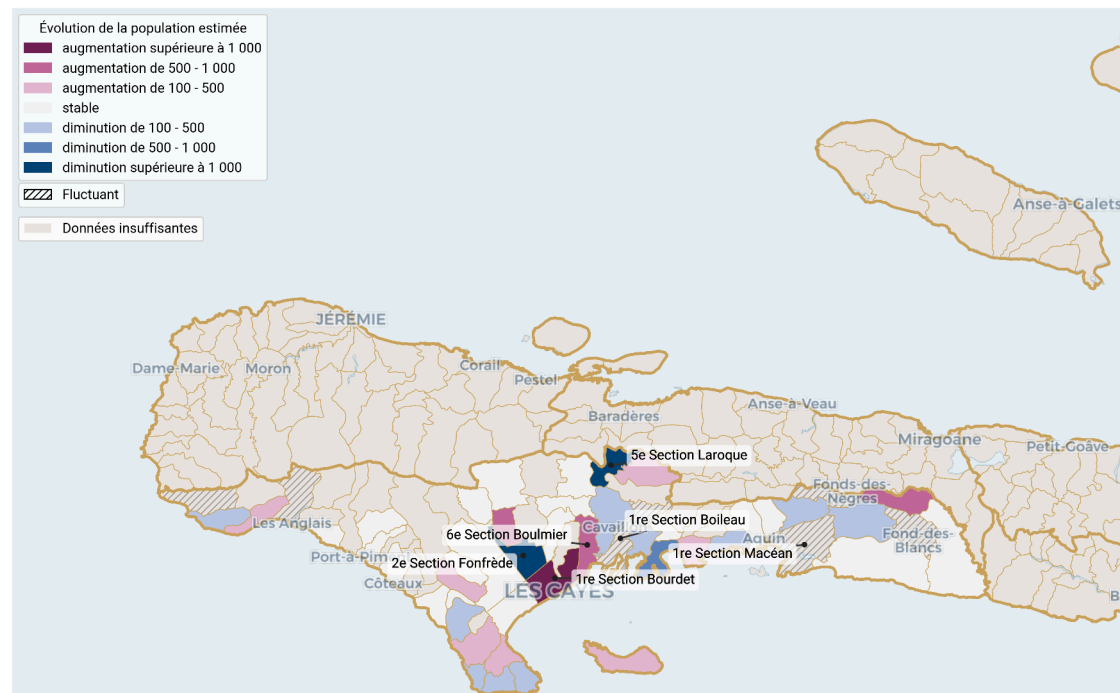 Évolution de la population estimée
augmentation supérieure à 1 000
augmentation de 500 - 1 000
augmentation de 100 - 500
stable
diminution de 100 - 500
diminution de 500 - 1 000
diminution supérieure à 1 000
Fluctuant
Données insuffisantes
Anse-à-Galets
JÉRÉMIE
Dame-Marie
Moron
Corail
Pestel
Baradères
Anse-à-Veau
Miragoane
Petit-Goâve
5e Section Laroque
Fonds-des-
Nègres
Les Anglais
1re Section Boileau
6e Section Boulmier
Aquin
Fond-des-
Blancs
1re Section Macéan
Port-à-Pim
2e Section Fonfrède
Côteaux
1re Section Bourdet
LES CAYES